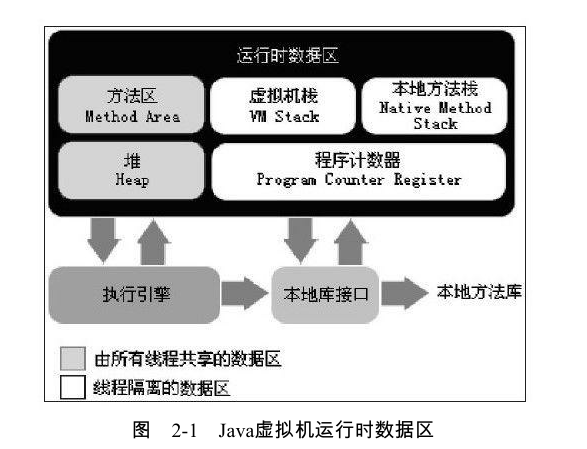 运行时数据区
方法区
Method Area
虚拟机栈
VM Stack
本地方法栈
Native Method
Stack
堆
Heap
程序计数器
Program Counter Register
执行引擎
本地库接口
本地方法库
由所有线程共享的数据区
线程隔离的数据区
图 2-1 Java虚拟机运行时数据区